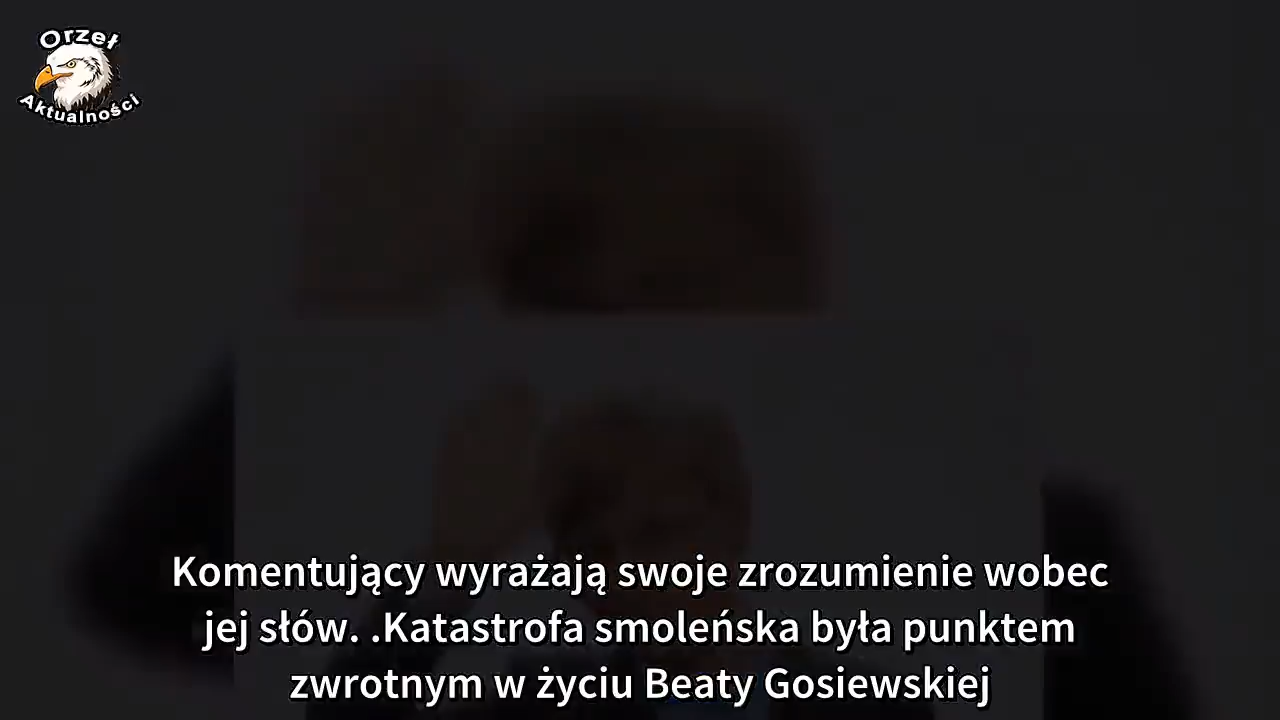 Orzeł
Aktualności
Komentujący wyrażają swoje zrozumienie wobec
jej słów. .Katastrofa smoleńska była punktem
zwrotnym w życiu Beaty Gosiewskiej